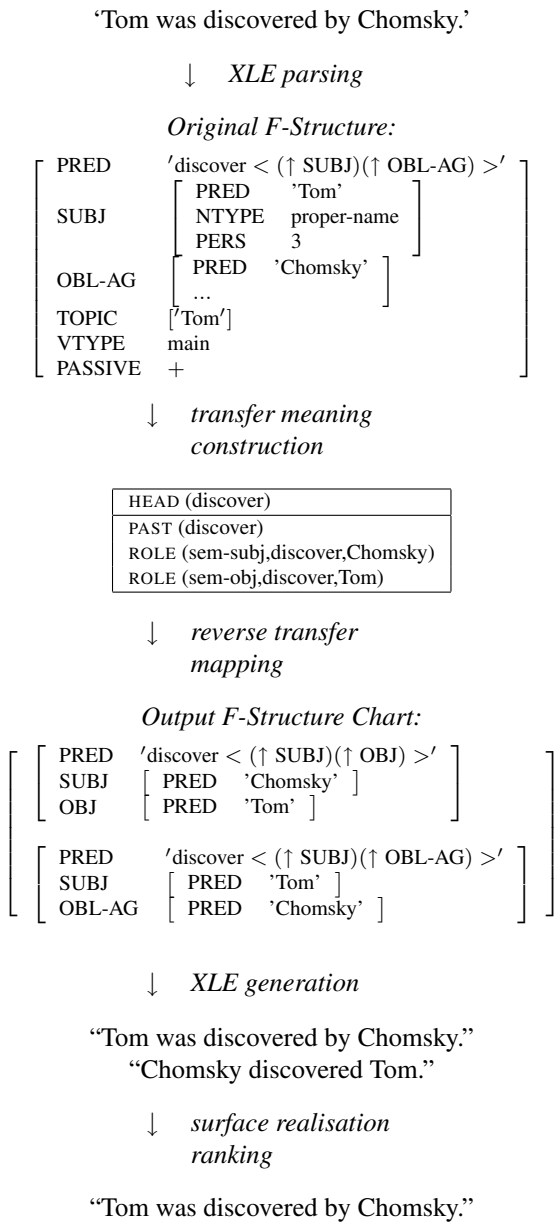 ‘Tom was discovered by Chomsky.’
↓ XLE parsing
Original F-Structure:
PRED ′discover < (↑ SUBJ)(↑ OBL-AG) >′
SUBJ
PRED ’Tom’
NTYPE proper-name
PERS 3
OBL-AG
PRED ’Chomsky’
...
TOPIC [′Tom′]
VTYPE main
PASSIVE +
↓ transfer meaning
construction
HEAD (discover)
PAST (discover)
ROLE (sem-subj,discover,Chomsky)
ROLE (sem-obj,discover,Tom)
↓ reverse transfer
mapping
Output F-Structure Chart:
PRED ′discover < (↑ SUBJ)(↑ OBJ) >′
SUBJ [ PRED ’Chomsky’ ]
OBJ [ PRED ’Tom’ ]
PRED ′discover < (↑ SUBJ)(↑ OBL-AG) >′
SUBJ [ PRED ’Tom’ ]
OBL-AG [ PRED ’Chomsky’ ]
↓ XLE generation
“Tom was discovered by Chomsky.”
“Chomsky discovered Tom.”
↓ surface realisation
ranking
“Tom was discovered by Chomsky.”